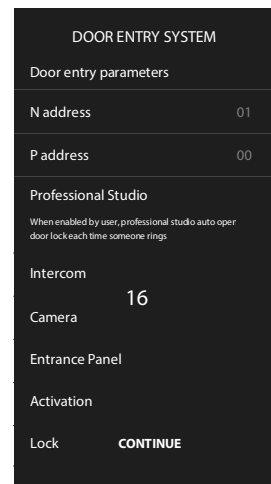 DOOR ENTRY SYSTEM
Door entry parameters
N address 01
P address 00
Professional Studio
When enabled by user, professional studio auto open
door lock each time someone rings
Intercom
16
Camera
Entrance Panel
Activation
Lock CONTINUE